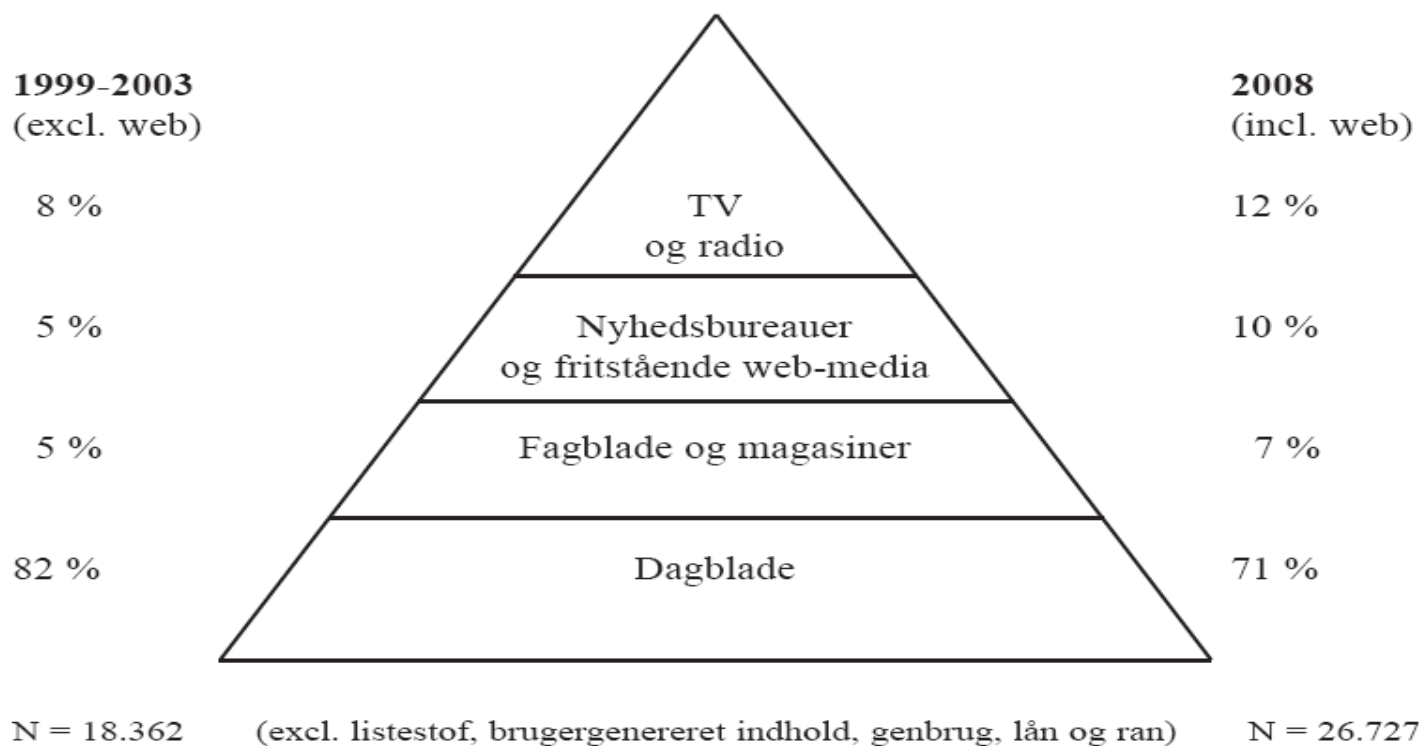 1999-2003
(excl. web)
2008
(incl. web)
8 %
TV
og radio
12 %
5 %
Nyhedsbureauer
og fritstående web-media
10 %
5 %
Fagblade og magasiner
7 %
82 %
Dagblade
71 %
N = 18.362
(excl. listestof, brugergenereret indhold, genbrug, lån og ran)
N = 26.727